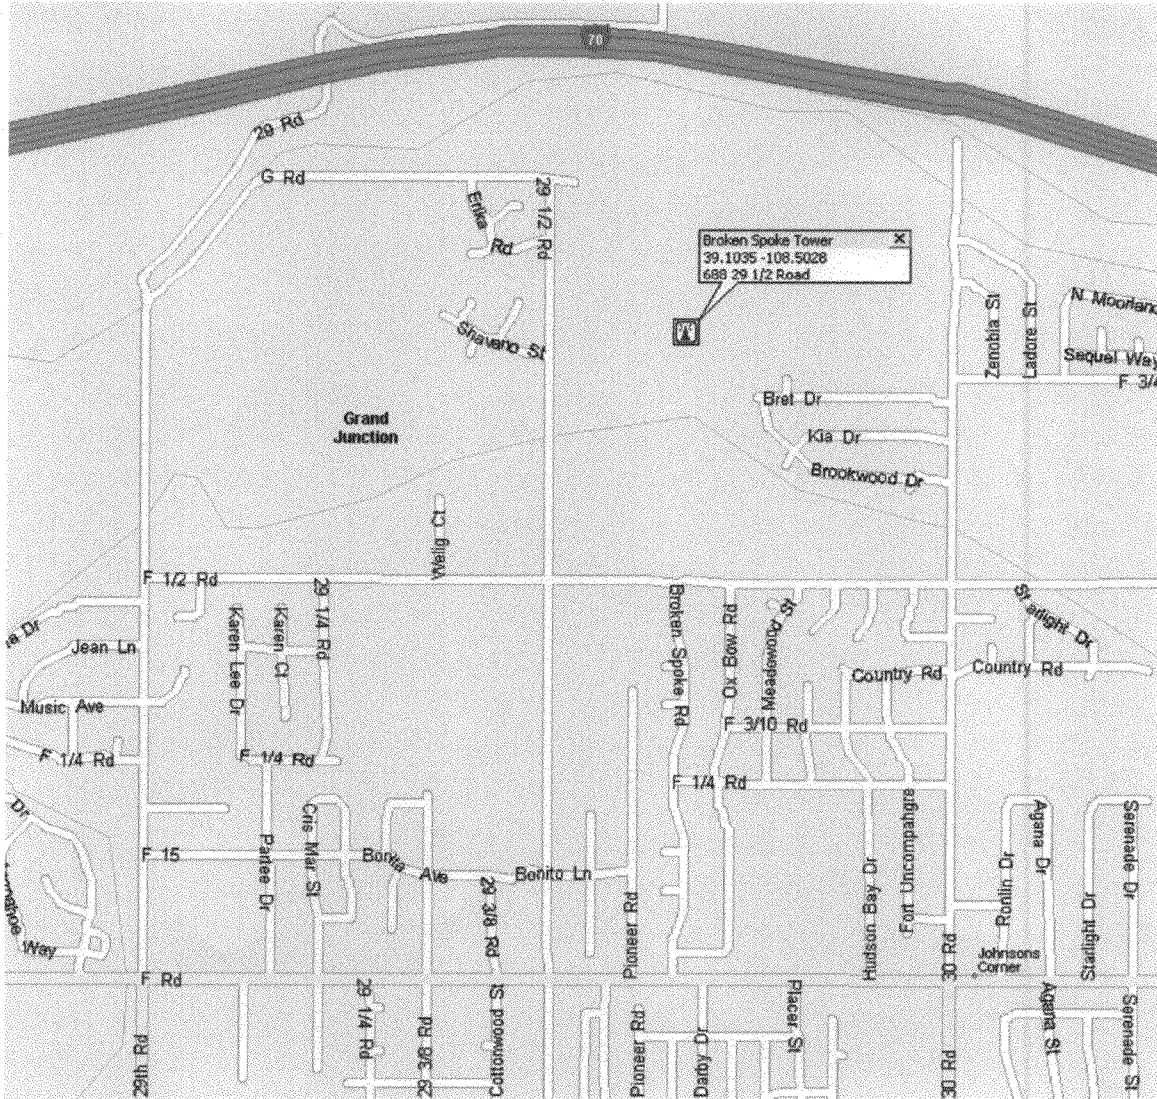 70
29 Rd
G Rd
Erika
Rd
29 1/2 Rd
Broken Spoke Tower
39.1035 -108.5028
688 29 1/2 Road
Shavano St
Zenobia St
Ladore St
N Moorland
Sequel Way
F 3/4
Bret Dr
Kia Dr
Brookwood Dr
Grand
Junction
Welig Ct
F 1/2 Rd
29 1/4 Rd
Karen Lee Dr
Karen Ct
Broken Spoke Rd
Ox Bow Rd
Meadowood St
Starlight Dr
Dr
Jean Ln
Music Ave
Country Rd
Country Rd
F 3/10 Rd
F 1/4 Rd
F 1/4 Rd
F 1/4 Rd
Dr
Cris Mar St
Parlee Dr
F 15
Bonita Ave
Bonito Ln
29 3/8 Rd
Pioneer Rd
Hudson Bay Dr
Fort Uncompahgre
Ronlin Dr
Agana Dr
Starlight Dr
Serenade Dr
Way
30 Rd
Johnsons
Corner
F Rd
29th Rd
29 1/4 Rd
29 3/8 Rd
Cottonwood St
Pioneer Rd
Darby Dr
Placer St
30 Rd
Agana St
Serenade St